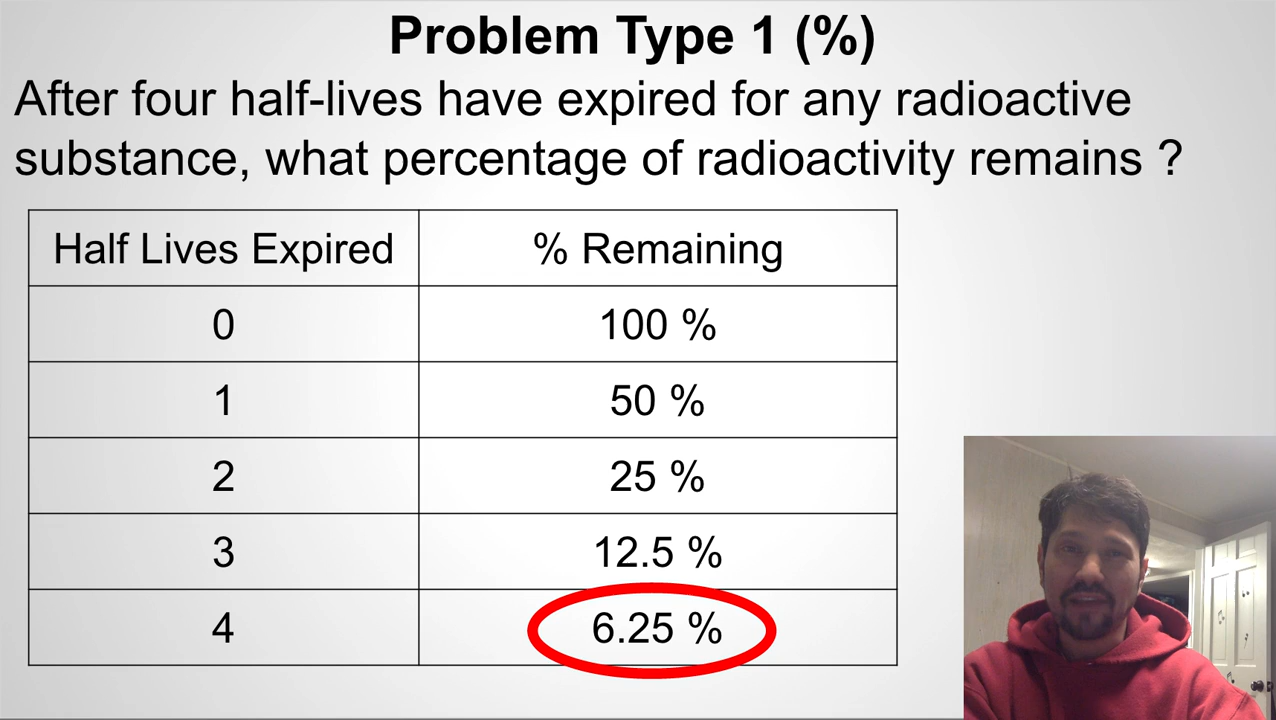 Problem Type 1 (%)
After four half-lives have expired for any radioactive
substance, what percentage of radioactivity remains ?
Half Lives Expired % Remaining
0 100 %
1 50 %
2 25 %
3 12.5 %
4 6.25 %